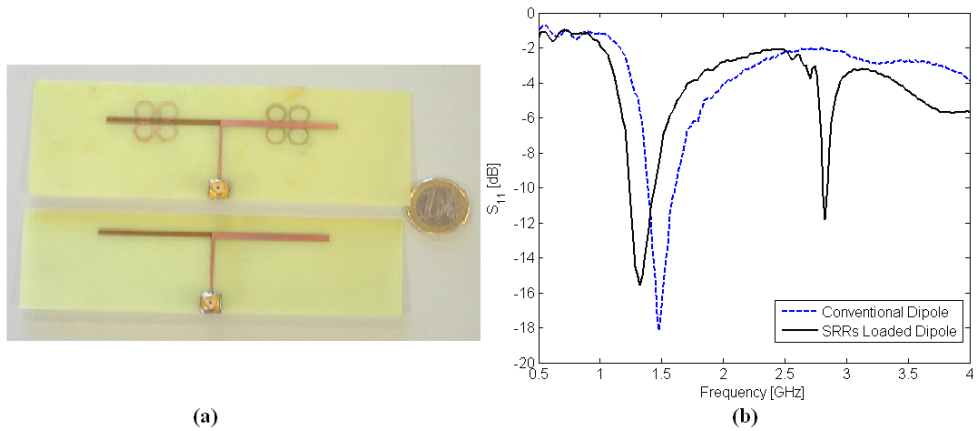 0
-2
-4
-6
-8
-10
-12
-14
-16
-18
-20
S11 [dB]
0.5 1 1.5 2 2.5 3 3.5 4
Frequency [GHz]
Conventional Dipole
SRRs Loaded Dipole
(a) (b)